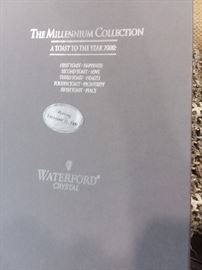 THE MILLENNIUM COLLECTION
A TOAST TO THE YEAR 2000:
FIRST TOAST · HAPPINESS
SECOND TOAST · LOVE
THIRD TOAST · HEALTH
FOURTH TOAST · PROSPERITY
FIFTH TOAST · PEACE
WATERFORD®
CRYSTAL